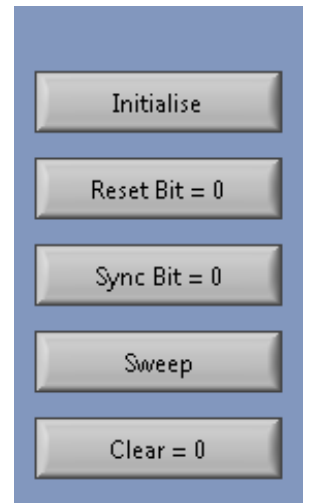 Initialise
Reset Bit = 0
Sync Bit = 0
Sweep
Clear = 0